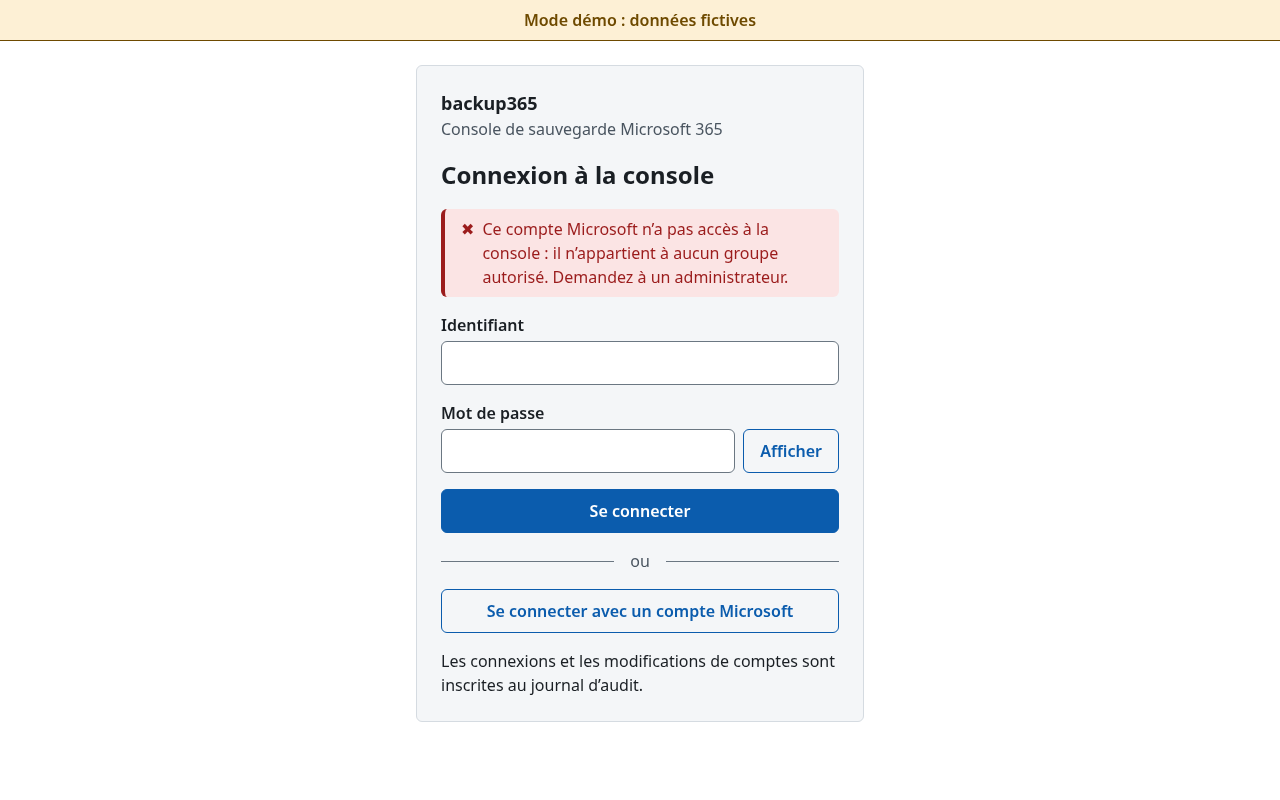 Mode démo : données fictives
backup365
Console de sauvegarde Microsoft 365
Connexion à la console
✖ Ce compte Microsoft n’a pas accès à la
console : il n’appartient à aucun groupe
autorisé. Demandez à un administrateur.
Identifiant
Mot de passe
Afficher
Se connecter
ou
Se connecter avec un compte Microsoft
Les connexions et les modifications de comptes sont
inscrites au journal d’audit.